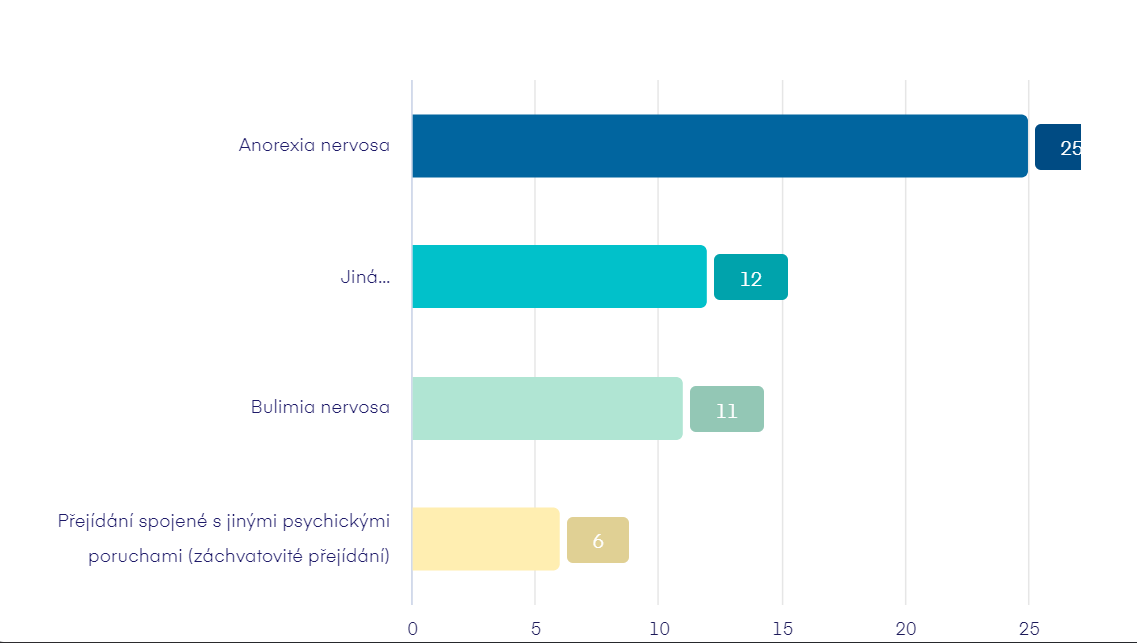 Anorexia nervosa
25
Jiná...
12
Bulimia nervosa
11
Přejídání spojené s jinými psychickými
poruchami (záchvatovité přejídání)
6
0 5 10 15 20 25